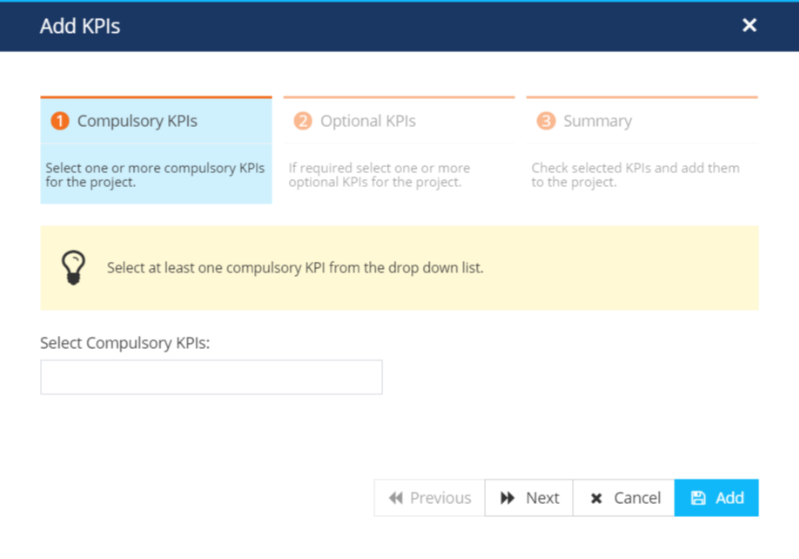 Add KPIs
1 Compulsory KPIs
Select one or more compulsory KPIs
for the project.
2 Optional KPIs
If required select one or more
optional KPIs for the project.
3 Summary
Check selected KPIs and add them
to the project.
Select at least one compulsory KPI from the drop down list.
Select Compulsory KPIs:
Previous
Next
Cancel
Add